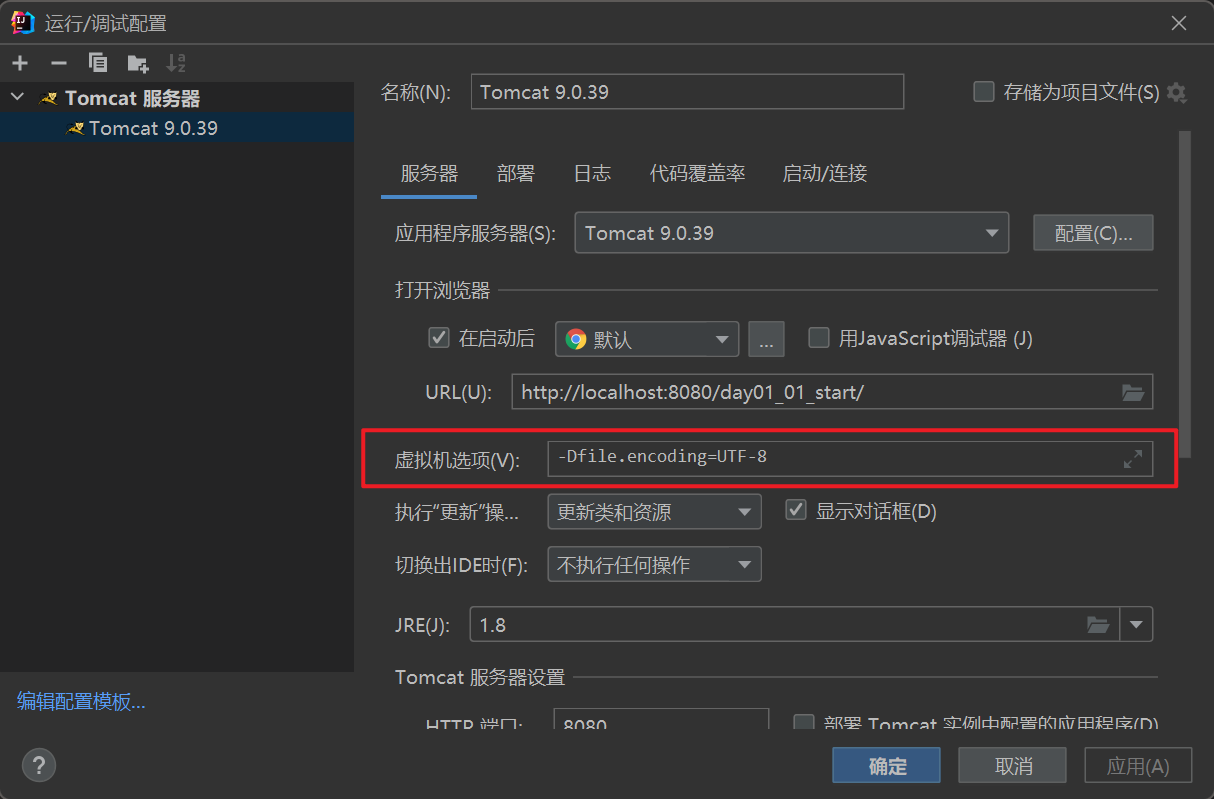 运行/调试配置
Tomcat 服务器
Tomcat 9.0.39
名称(N): Tomcat 9.0.39 存储为项目文件(S)
服务器 部署 日志 代码覆盖率 启动/连接
应用程序服务器(S): Tomcat 9.0.39 配置(C)...
打开浏览器
在启动后 默认 ... 用JavaScript调试器 (J)
URL(U): http://localhost:8080/day01_01_start/
虚拟机选项(V): -Dfile.encoding=UTF-8
执行“更新”操... 更新类和资源 显示对话框(D)
切换出IDE时(F): 不执行任何操作
JRE(J): 1.8
Tomcat 服务器设置
HTTP 端口: 8080 部署 Tomcat 实例中配置的应用程序(D)
编辑配置模板...
? 确定 取消 应用(A)